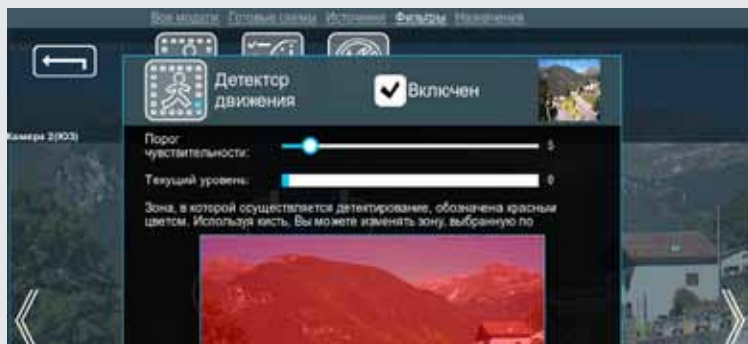 Все модули Готовые схемы Источники Фильтры Назначения
Детектор
движения
Включен
Камера 2(ЮЗ)
Порог
чувствительности:
5
Текущий уровень:
0
Зона, в которой осуществляется детектирование, обозначена красным
цветом. Используя кисть, Вы можете изменять зону, выбранную по